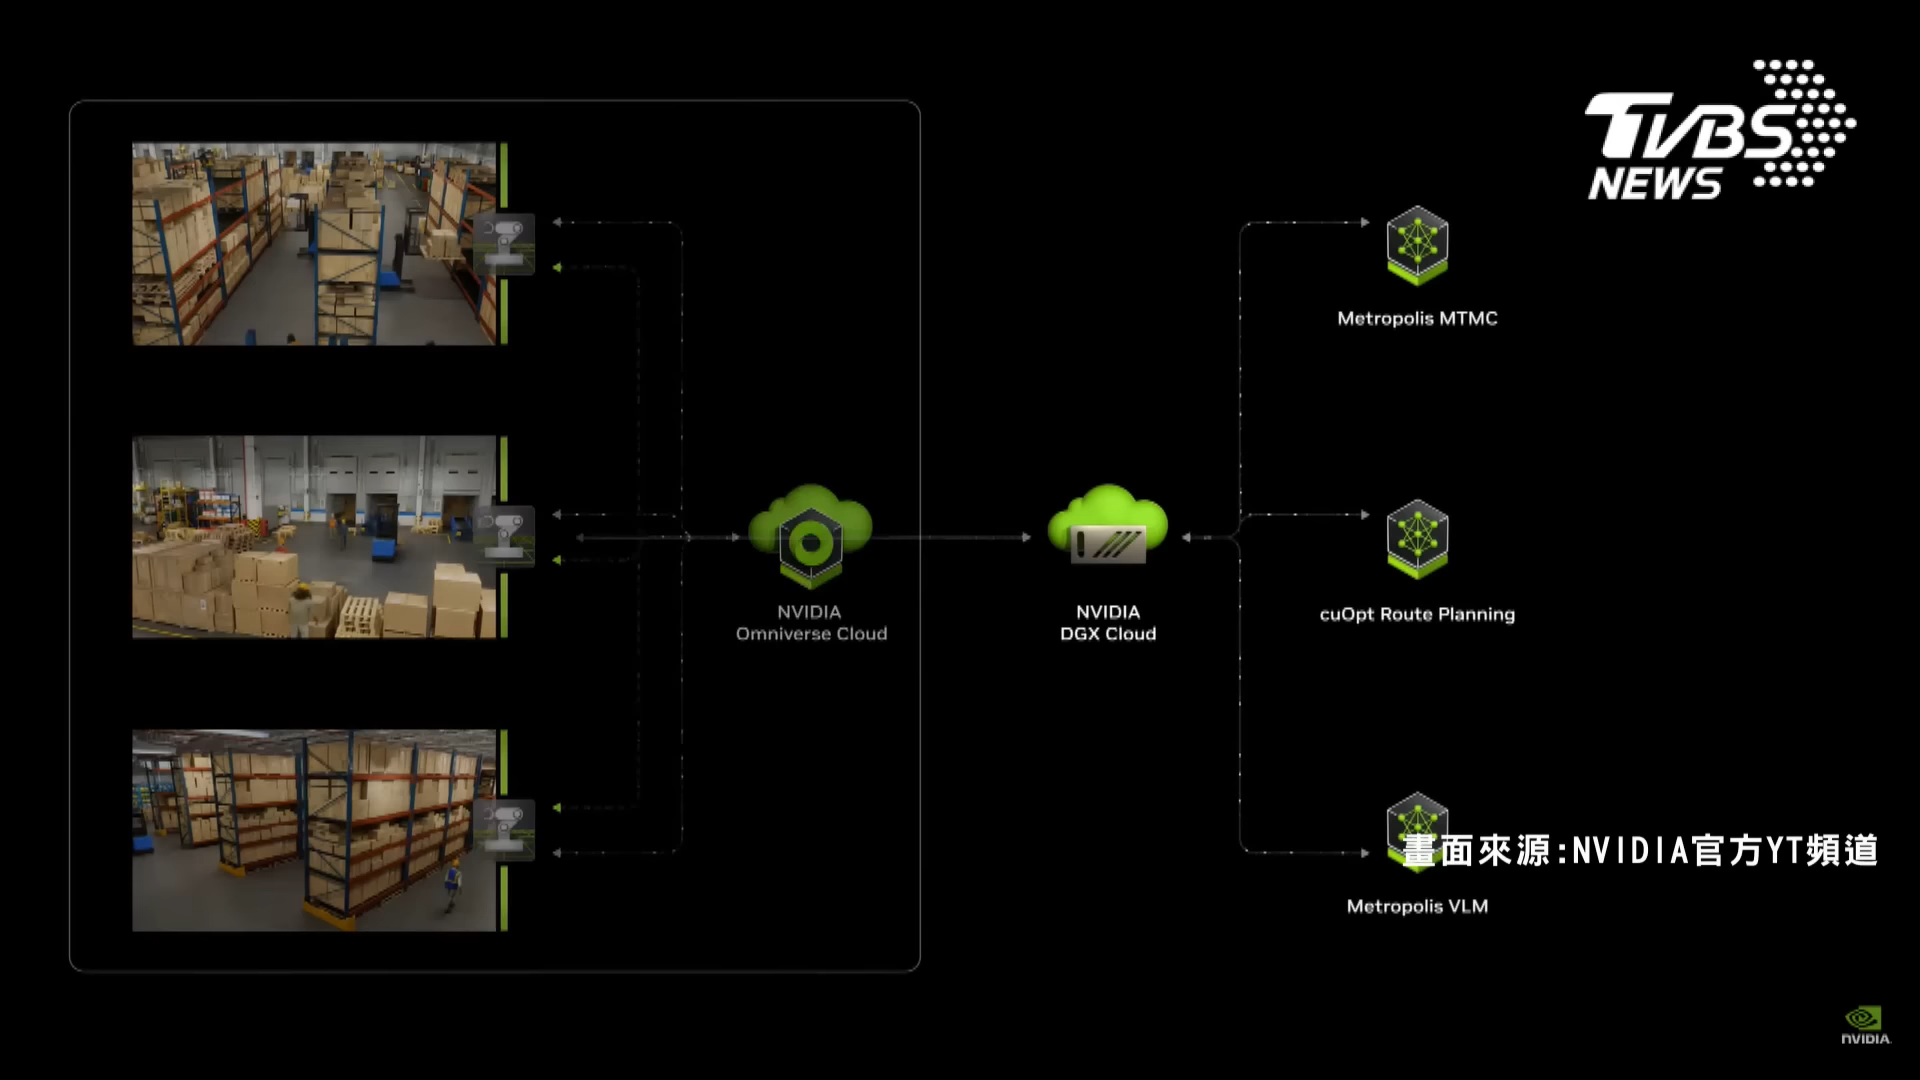 TVBS
NEWS
Metropolis MTMC
NVIDIA
Omniverse Cloud
NVIDIA
DGX Cloud
cuOpt Route Planning
畫面來源:NVIDIA官方YT頻道
Metropolis VLM
NVIDIA